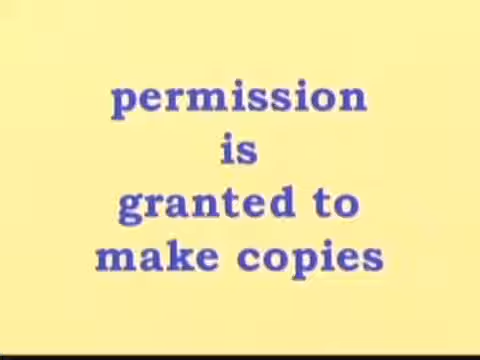 permission
is
granted to
make copies